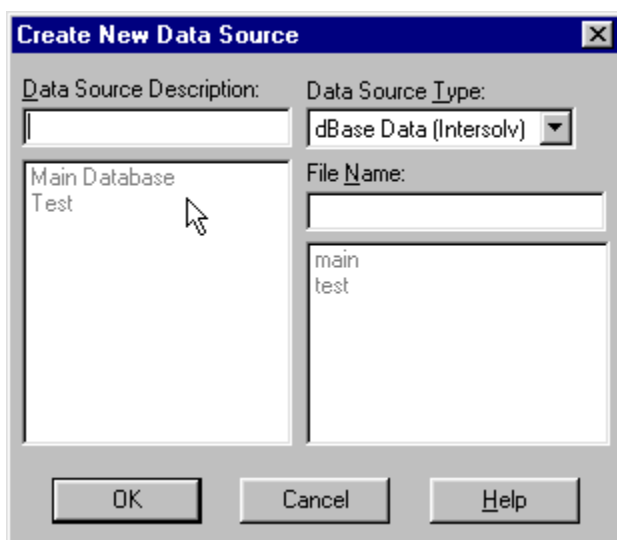 Create New Data Source
Data Source Description:
Data Source Type:
dBase Data (Intersolv)
Main Database
Test
File Name:
main
test
OK
Cancel
Help